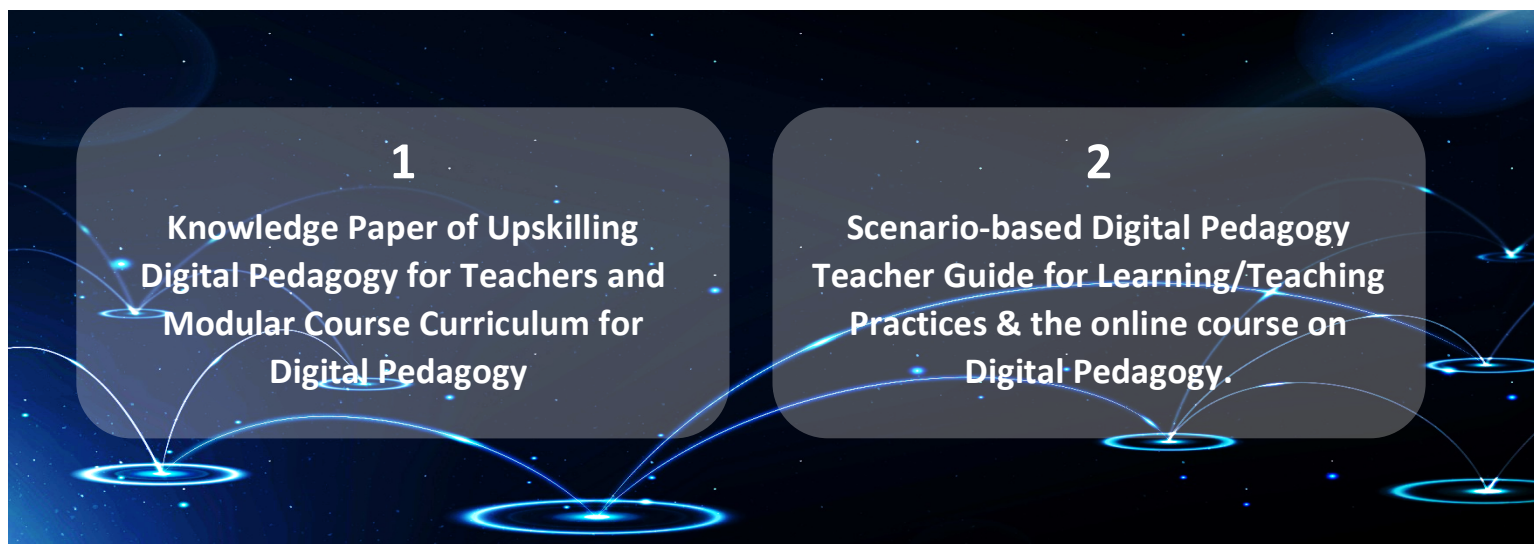 1
Knowledge Paper of Upskilling
Digital Pedagogy for Teachers and
Modular Course Curriculum for
Digital Pedagogy
2
Scenario-based Digital Pedagogy
Teacher Guide for Learning/Teaching
Practices & the online course on
Digital Pedagogy.